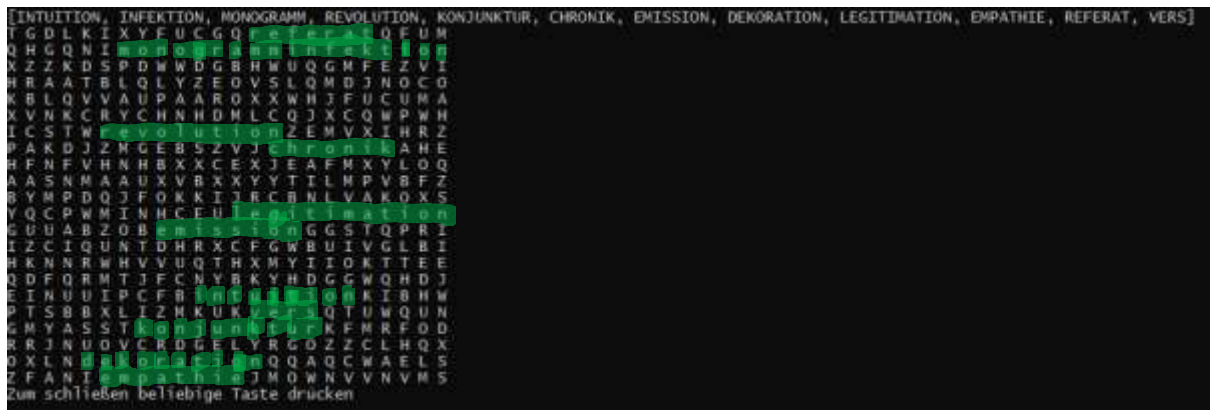 [INTUITION, INFEKTION, MONOGRAMM, REVOLUTION, KONJUNKTUR, CHRONIK, EMISSION, DEKORATION, LEGITIMATION, EMPATHIE, REFERAT, VERS]
T G D L K I X Y F U C G Q r e f e r a t Q F U M
Q H G Q N I m o n o g r a m m i n f e k t i o n
X Z Z K D S P D W W D G B H W U Q G M F E Z V I
H R A A T B L Q L Y Z E O V S L Q M D J N O C O
K B L Q V V A U P A A R O X X W H J F U C U M A
X V N K C R Y C H N H D M L C Q J X C Q W P W H
I C S T W r e v o l u t i o n Z E M V X I H R Z
P A K D J Z M G E B S Z V J c h r o n i k A H E
H F N F V H N H B X X C E X J E A F M X Y L O Q
A A S N M A A U X V B X X Y Y T I L M P V B F Z
B Y M P D Q J F O K K I J R C B N L V A K Q X S
Y Q C P W M I N H C F U l e g i t i m a t i o n
G U U A B Z O B e m i s s i o n G G S T Q P R I
I Z C I Q U N T D H R X C F G W B U I V G L B I
H K N N R W H V V U Q T H X M Y I I O K T T E E
Q D F Q R M T J F C N Y B K Y H D G G W Q H D J
E I N U U I P C F B i n t u i t i o n K I B H W
P T S B B X L I Z M K U K v e r s Q T U W Q U N
G M Y A S S T k o n j u n k t u r K F M R F O D
R R J N U O V C R D G E L Y R G O Z Z C L H Q X
O X L N d e k o r a t i o n Q Q A Q C W A E L S
Z F A N I e m p a t h i e J M O W N V V N V M S
Zum schließen beliebige Taste drücken